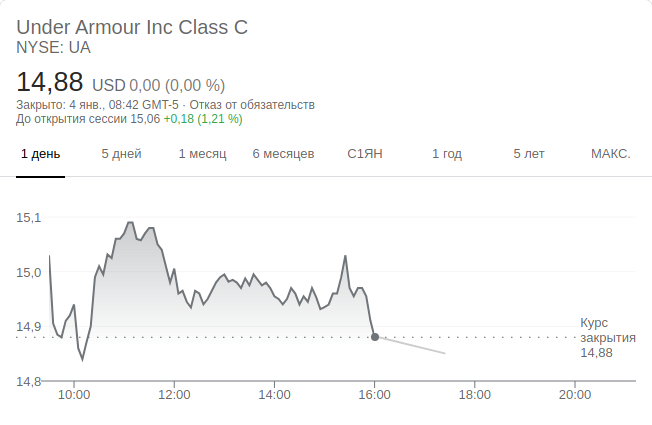 Under Armour Inc Class C
NYSE: UA
14,88 USD 0,00 (0,00 %)
Закрыто: 4 янв., 08:42 GMT-5 · Отказ от обязательств
До открытия сессии 15,06 +0,18 (1,21 %)
1 день 5 дней 1 месяц 6 месяцев С1ЯН 1 год 5 лет МАКС.
15,1
15,0
14,9
Курс
закрытия
14,88
14,8
10:00 12:00 14:00 16:00 18:00 20:00